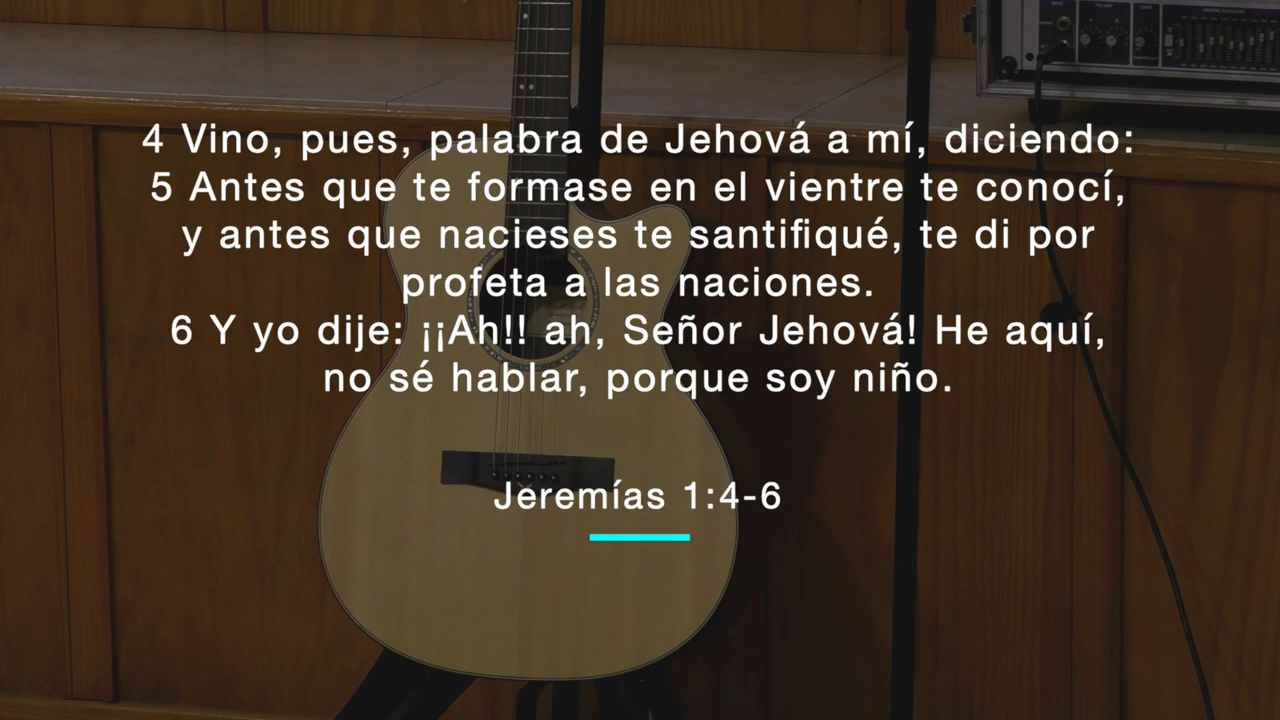 4 Vino, pues, palabra de Jehová a mí, diciendo:
5 Antes que te formase en el vientre te conocí,
y antes que nacieses te santifiqué, te di por
profeta a las naciones.
6 Y yo dije: ¡¡Ah!! ah, Señor Jehová! He aquí,
no sé hablar, porque soy niño.
Jeremías 1:4-6